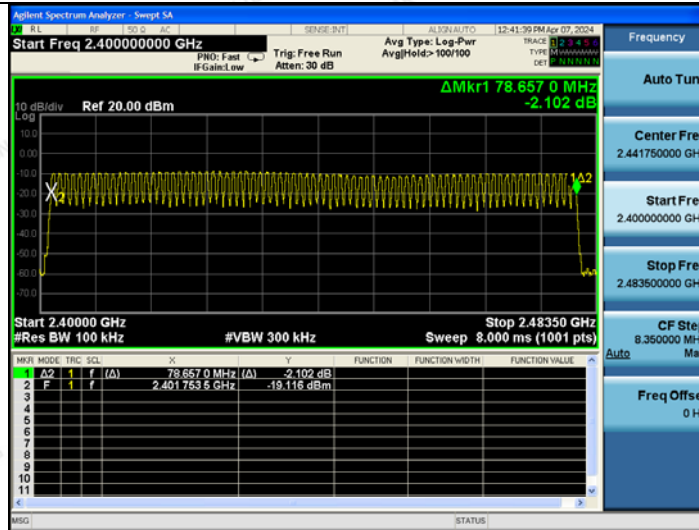 Agilent Spectrum Analyzer - Swept SA
RL RF 50 Ω AC SENSE:INT ALIGN AUTO 12:41:39 PM Apr 07, 2024
Start Freq 2.400000000 GHz Avg Type: Log-Pwr TRACE 1 2 3 4 5 6
PNO: Fast Trig: Free Run Avg|Hold:>100/100 TYPE M
IFGain:Low Atten: 30 dB DET P N N N N N
ΔMkr1 78.657 0 MHz
-2.102 dB
10 dB/div Ref 20.00 dBm
Log
10.0
0.00
-10.0
-20.0
-30.0
-40.0
-50.0
-60.0
-70.0
2
1Δ2
Start 2.40000 GHz Stop 2.48350 GHz
#Res BW 100 kHz #VBW 300 kHz Sweep 8.000 ms (1001 pts)
MKR MODE TRC SCL X Y FUNCTION FUNCTION WIDTH FUNCTION VALUE
1 Δ2 1 f (Δ) 78.657 0 MHz (Δ) -2.102 dB
2 F 1 f 2.401 753 5 GHz -19.116 dBm
3
4
5
6
7
8
9
10
11
MSG STATUS
Frequency
Auto Tun
Center Fre
2.441750000 GH
Start Fre
2.400000000 GH
Stop Fre
2.483500000 GH
CF Ste
8.350000 MH
Auto Ma
Freq Offse
0 H